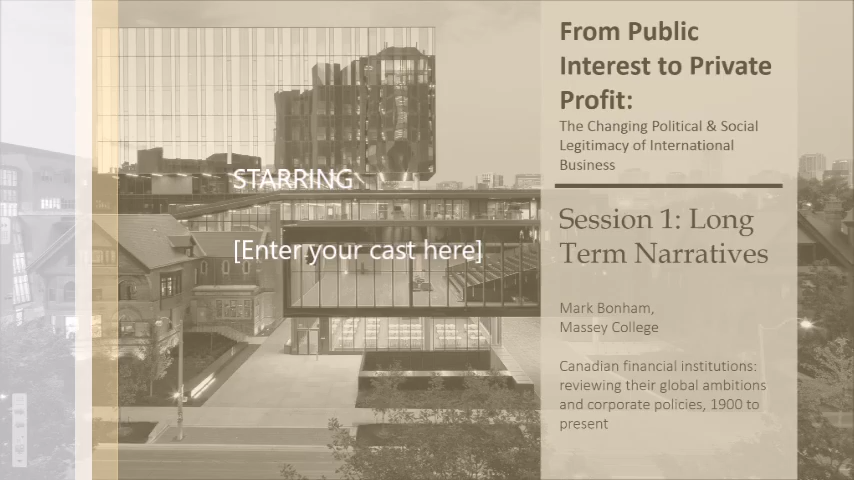 From Public
Interest to Private
Profit:
The Changing Political & Social
Legitimacy of International
Business
STARRING
[Enter your cast here]
Session 1: Long
Term Narratives
Mark Bonham,
Massey College
Canadian financial institutions:
reviewing their global ambitions
and corporate policies, 1900 to
present